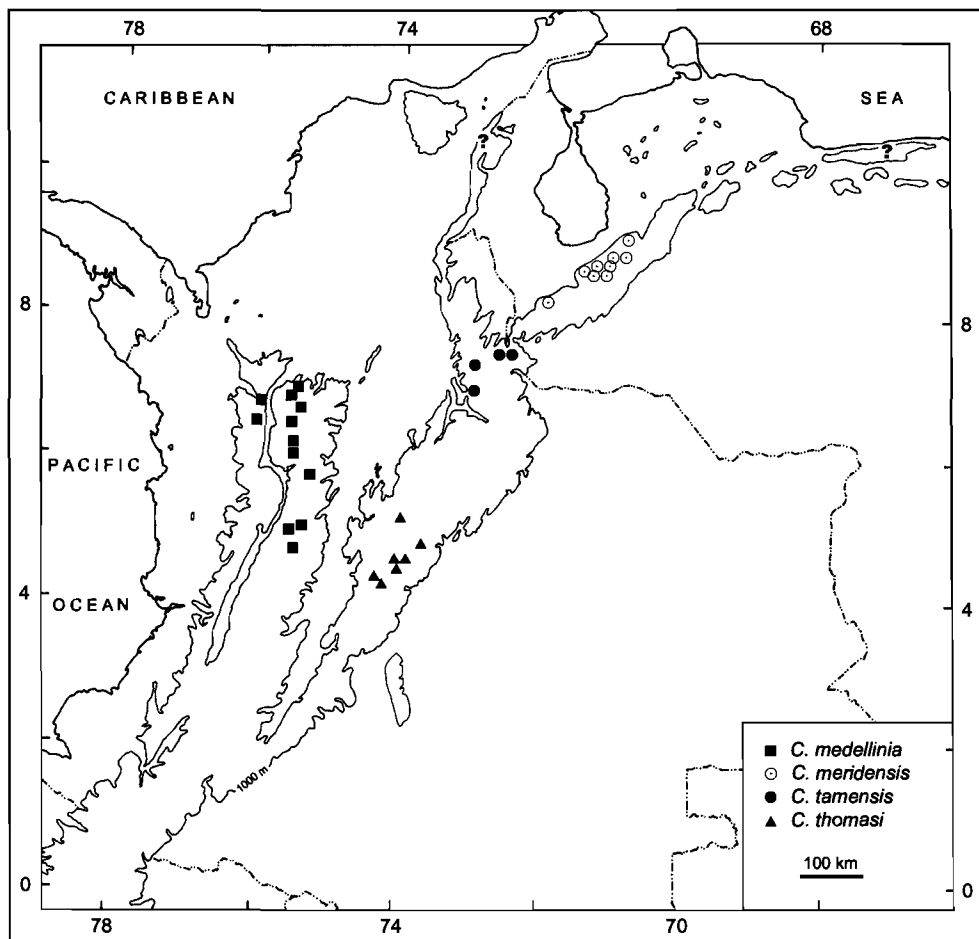 78 74 68
CARIBBEAN SEA
?
?
8 8
PACIFIC
OCEAN
4 4
1000 m
C. medellinia
C. meridensis
C. tamensis
C. thomasi
100 km
0 0
78 74 70